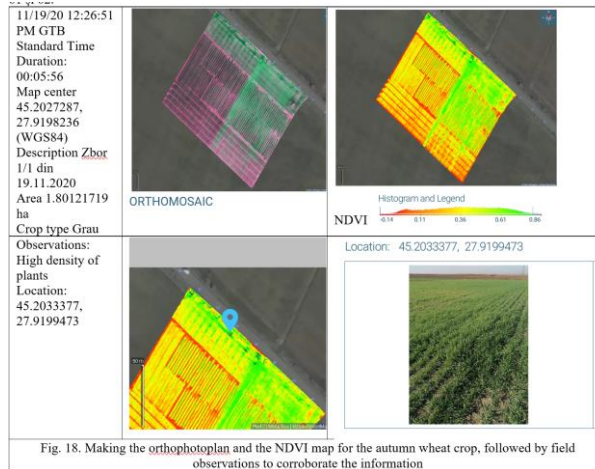 11/19/20 12:26:51
PM GTB
Standard Time
Duration:
00:05:56
Map center
45.2027287,
27.9198236
(WGS84)
Description Zbor
1/1 din
19.11.2020
Area 1.80121719
ha
Crop type Grau
ORTHOMOSAIC
Histogram and Legend
NDVI
-0.14 0.11 0.36 0.61 0.86
Observations:
High density of
plants
Location:
45.2033377,
27.9199473
50 m
Location: 45.2033377, 27.9199473
Fig. 18. Making the orthophotoplan and the NDVI map for the autumn wheat crop, followed by field
observations to corroborate the information